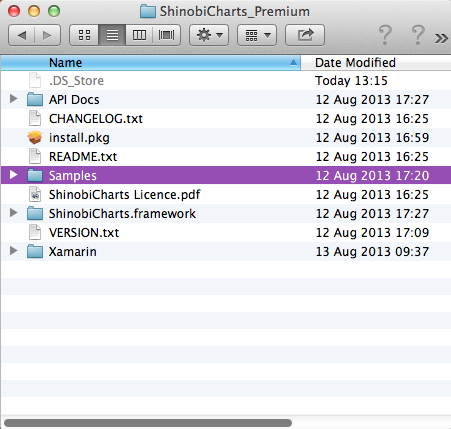 ShinobiCharts_Premium
Name Date Modified
.DS_Store Today 13:15
API Docs 12 Aug 2013 17:27
CHANGELOG.txt 12 Aug 2013 16:25
install.pkg 12 Aug 2013 16:59
README.txt 12 Aug 2013 16:25
Samples 12 Aug 2013 17:20
ShinobiCharts Licence.pdf 12 Aug 2013 16:25
ShinobiCharts.framework 12 Aug 2013 17:27
VERSION.txt 12 Aug 2013 17:09
Xamarin 13 Aug 2013 09:37